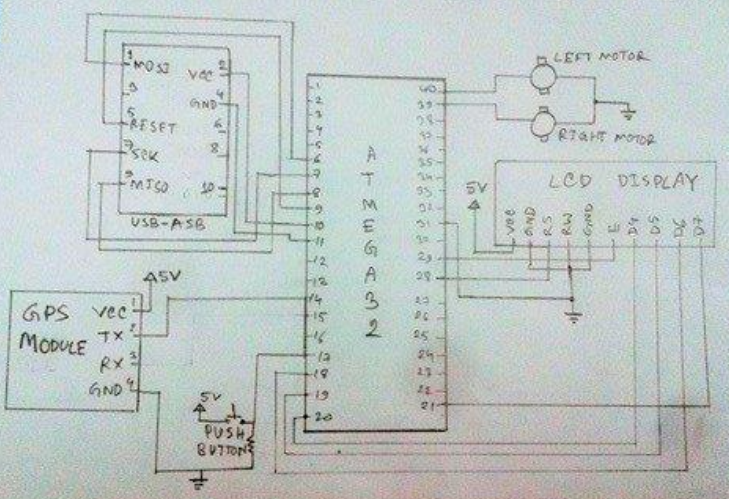 1
MOSI
VCC 2
3
GND 4
5
RESET
6
7
SCK
8
9
MISO
10
USB-ASB
1
2
3
4
5
6
7
8
9
10
11
12
13
14
15
16
17
18
19
20
40
39
38
37
36
35
34
33
32
31
30
29
28
27
26
25
24
23
22
21
ATMEGA32
LEFT MOTOR
RIGHT MOTOR
LCD DISPLAY
5V
VCC
GND
RS
RW
GND
E
D4
D5
D6
D7
5V
GPS
MODULE
VCC 1
TX 2
RX 3
GND 4
5V
PUSH
BUTTON